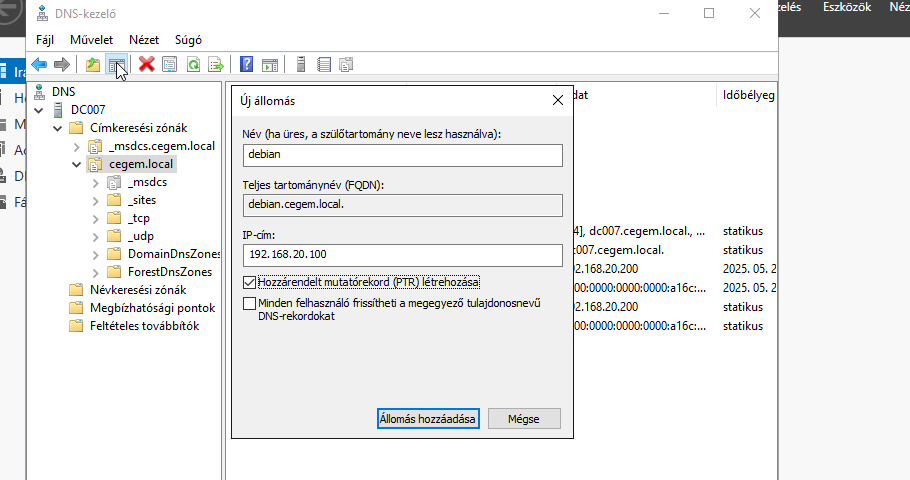 DNS-kezelő
zelés Eszközök Néz
Fájl Művelet Nézet Súgó
DNS
DC007
Címkeresési zónák
_msdcs.cegem.local
cegem.local
_msdcs
_sites
_tcp
_udp
DomainDnsZones
ForestDnsZones
Névkeresési zónák
Megbízhatósági pontok
Feltételes továbbítók
Új állomás
Név (ha üres, a szülőtartomány neve lesz használva):
debian
Teljes tartománynév (FQDN):
debian.cegem.local.
IP-cím:
192.168.20.100
Hozzárendelt mutatórekord (PTR) létrehozása
Minden felhasználó frissítheti a megegyező tulajdonosnevű
DNS-rekordokat
Állomás hozzáadása Mégse
dat Időbélyeg
4], dc007.cegem.local., ... statikus
c007.cegem.local. statikus
92.168.20.200 2025. 05. 2
00:0000:0000:0000:a16c:... 2025. 05. 2
92.168.20.200 statikus
00:0000:0000:0000:a16c:... statikus